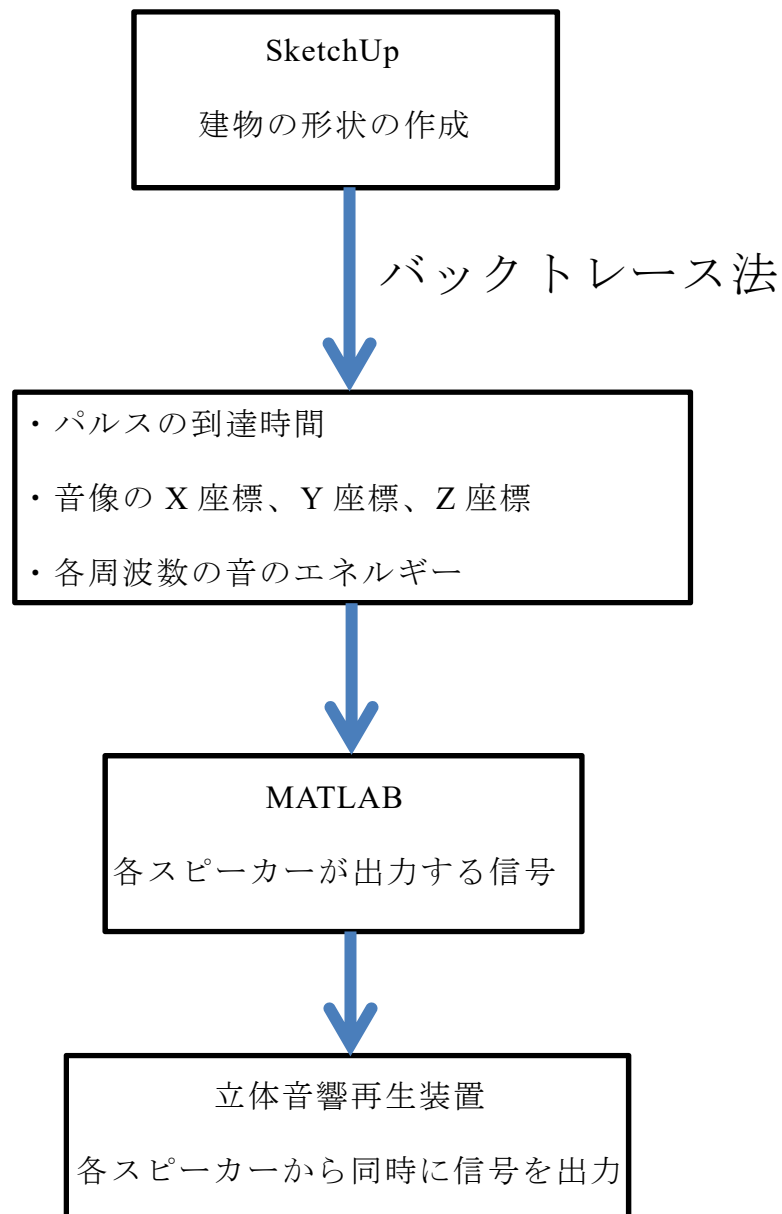 SketchUp
建物の形状の作成
バックトレース法
・パルスの到達時間
・音像の X 座標、Y 座標、Z 座標
・各周波数の音のエネルギー
MATLAB
各スピーカーが出力する信号
立体音響再生装置
各スピーカーから同時に信号を出力